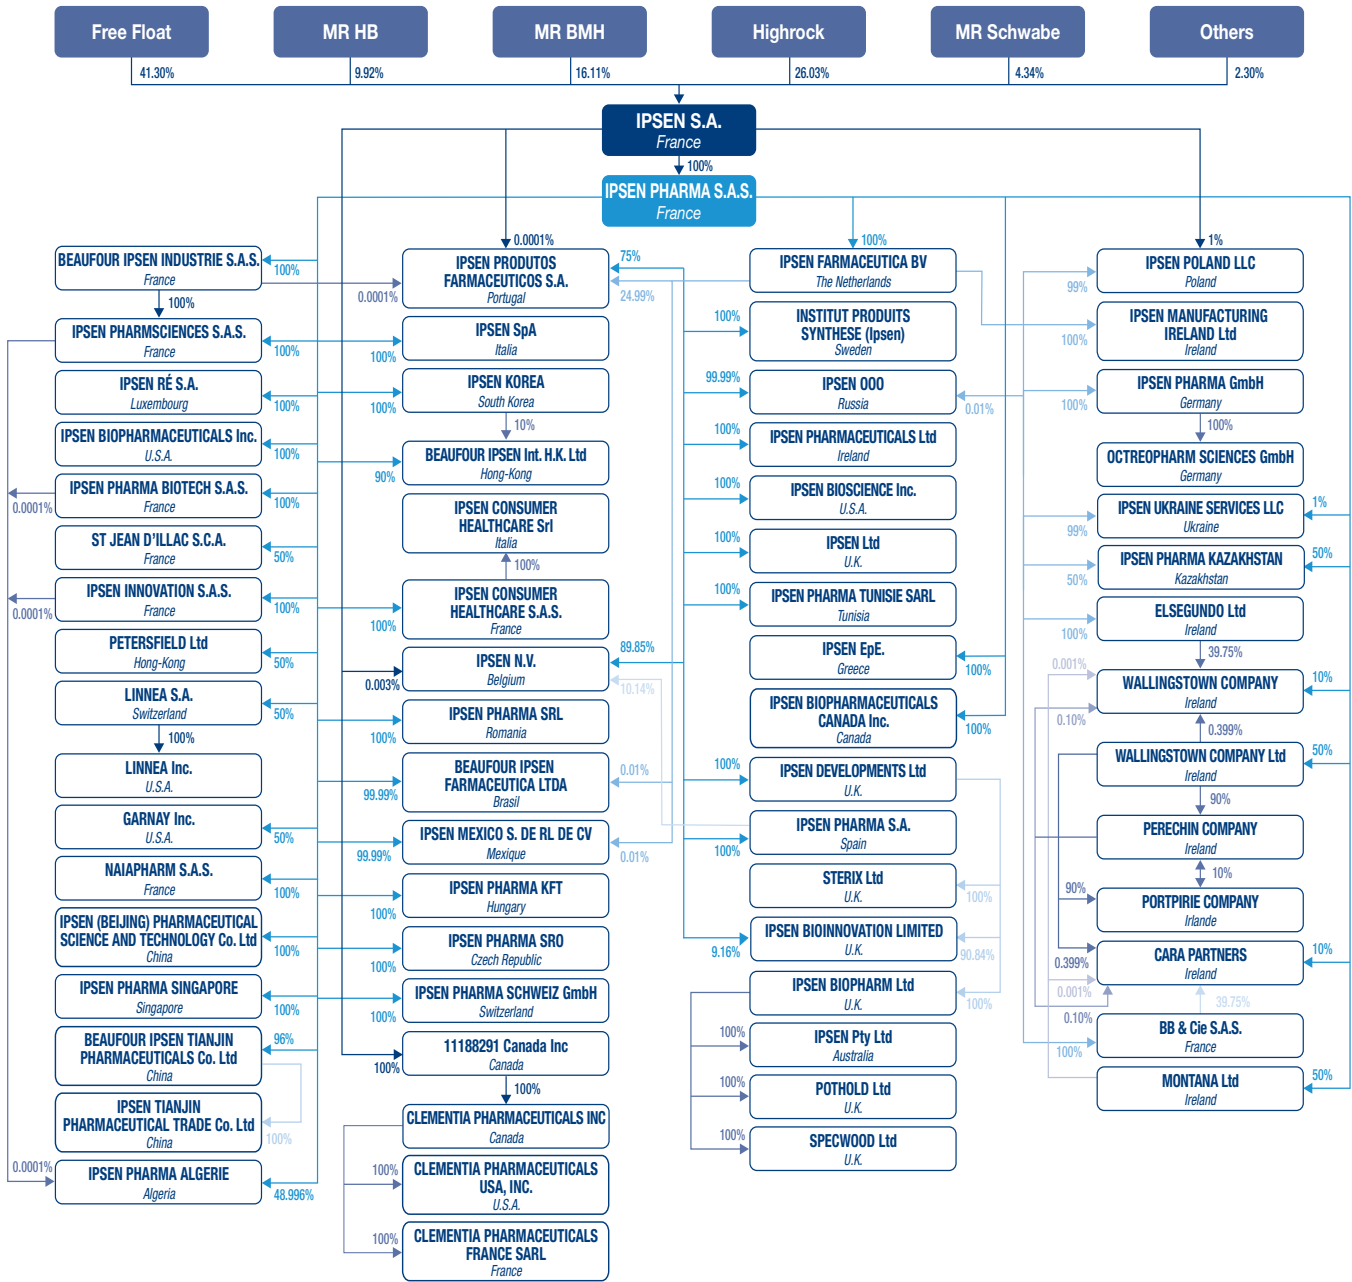 Free Float
MR HB
MR BMH
Highrock
MR Schwabe
Others
41.30%
9.92%
16.11%
26.03%
4.34%
2.30%
IPSEN S.A.
France
100%
IPSEN PHARMA S.A.S.
France
BEAUFOUR IPSEN INDUSTRIE S.A.S.
France
100%
100%
0.0001%
IPSEN PHARMSCIENCES S.A.S.
France
100%
IPSEN RÉ S.A.
Luxembourg
100%
IPSEN BIOPHARMACEUTICALS Inc.
U.S.A.
100%
IPSEN PHARMA BIOTECH S.A.S.
France
100%
0.0001%
ST JEAN D'ILLAC S.C.A.
France
50%
IPSEN INNOVATION S.A.S.
France
100%
0.0001%
PETERSFIELD Ltd
Hong-Kong
50%
LINNEA S.A.
Switzerland
50%
100%
LINNEA Inc.
U.S.A.
GARNAY Inc.
U.S.A.
50%
NAIAPHARM S.A.S.
France
100%
IPSEN (BEIJING) PHARMACEUTICAL
SCIENCE AND TECHNOLOGY Co. Ltd
China
100%
IPSEN PHARMA SINGAPORE
Singapore
100%
BEAUFOUR IPSEN TIANJIN
PHARMACEUTICALS Co. Ltd
China
96%
IPSEN TIANJIN
PHARMACEUTICAL TRADE Co. Ltd
China
100%
IPSEN PHARMA ALGERIE
Algeria
0.0001%
48.996%
0.0001%
IPSEN PRODUTOS
FARMACEUTICOS S.A.
Portugal
75%
24.99%
IPSEN SpA
Italia
100%
IPSEN KOREA
South Korea
100%
10%
BEAUFOUR IPSEN Int. H.K. Ltd
Hong-Kong
90%
IPSEN CONSUMER
HEALTHCARE Srl
Italia
100%
IPSEN CONSUMER
HEALTHCARE S.A.S.
France
100%
IPSEN N.V.
Belgium
89.85%
0.003%
10.14%
IPSEN PHARMA SRL
Romania
100%
BEAUFOUR IPSEN
FARMACEUTICA LTDA
Brasil
0.01%
99.99%
IPSEN MEXICO S. DE RL DE CV
Mexique
99.99%
0.01%
IPSEN PHARMA KFT
Hungary
100%
IPSEN PHARMA SRO
Czech Republic
100%
IPSEN PHARMA SCHWEIZ GmbH
Switzerland
100%
11188291 Canada Inc
Canada
100%
100%
CLEMENTIA PHARMACEUTICALS INC
Canada
100%
CLEMENTIA PHARMACEUTICALS
USA, INC.
U.S.A.
100%
CLEMENTIA PHARMACEUTICALS
FRANCE SARL
France
100%
IPSEN FARMACEUTICA BV
The Netherlands
100%
INSTITUT PRODUITS
SYNTHESE (Ipsen)
Sweden
99.99%
IPSEN OOO
Russia
0.01%
100%
IPSEN PHARMACEUTICALS Ltd
Ireland
100%
IPSEN BIOSCIENCE Inc.
U.S.A.
100%
IPSEN Ltd
U.K.
100%
IPSEN PHARMA TUNISIE SARL
Tunisia
IPSEN EpE.
Greece
100%
IPSEN BIOPHARMACEUTICALS
CANADA Inc.
Canada
100%
100%
IPSEN DEVELOPMENTS Ltd
U.K.
IPSEN PHARMA S.A.
Spain
100%
STERIX Ltd
U.K.
100%
IPSEN BIOINNOVATION LIMITED
U.K.
9.16%
90.84%
IPSEN BIOPHARM Ltd
U.K.
100%
100%
IPSEN Pty Ltd
Australia
100%
POTHOLD Ltd
U.K.
100%
SPECWOOD Ltd
U.K.
1%
IPSEN POLAND LLC
Poland
99%
IPSEN MANUFACTURING
IRELAND Ltd
Ireland
100%
IPSEN PHARMA GmbH
Germany
100%
100%
OCTREOPHARM SCIENCES GmbH
Germany
IPSEN UKRAINE SERVICES LLC
Ukraine
1%
99%
IPSEN PHARMA KAZAKHSTAN
Kazakhstan
50%
50%
ELSEGUNDO Ltd
Ireland
100%
39.75%
0.001%
WALLINGSTOWN COMPANY
Ireland
10%
0.10%
0.399%
WALLINGSTOWN COMPANY Ltd
Ireland
50%
90%
PERECHIN COMPANY
Ireland
10%
90%
PORTPIRIE COMPANY
Irlande
CARA PARTNERS
Ireland
10%
0.399%
0.001%
39.75%
0.10%
BB & Cie S.A.S.
France
100%
MONTANA Ltd
Ireland
50%